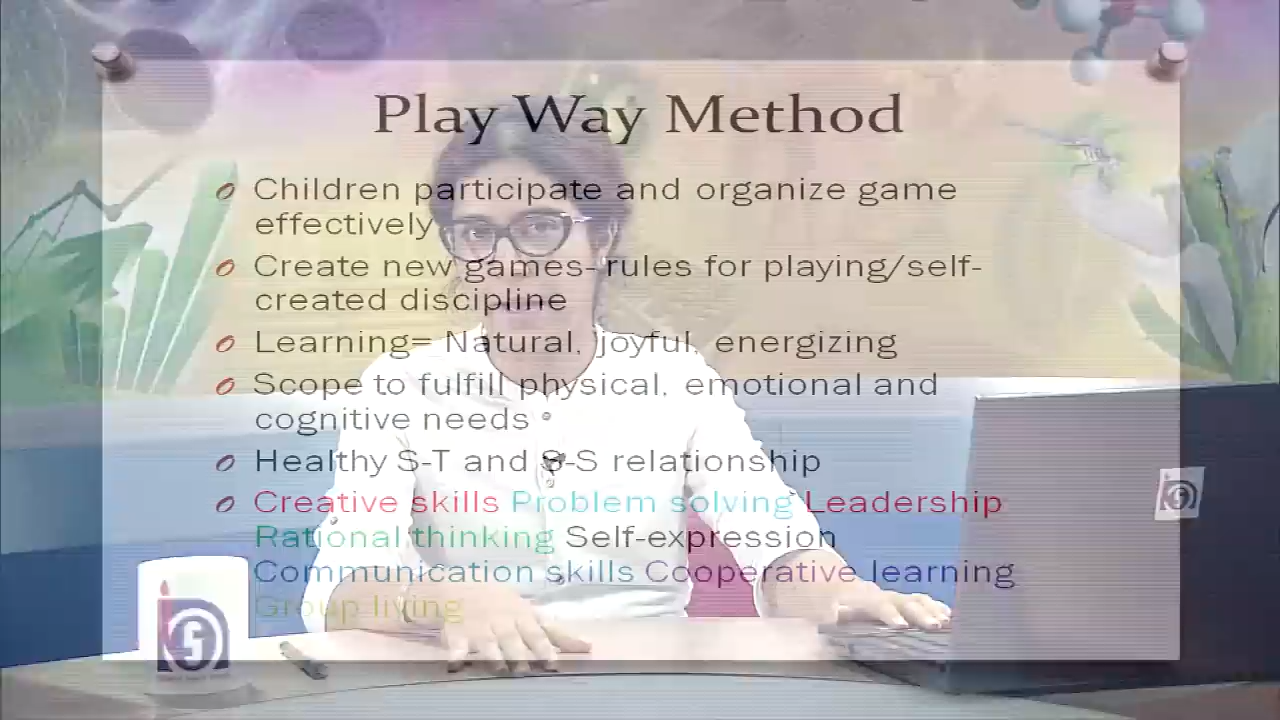 Play Way Method
Children participate and organize game
effectively
Create new games- rules for playing/self-
created discipline
Learning= Natural, joyful, energizing
Scope to fulfill physical, emotional and
cognitive needs
Healthy S-T and S-S relationship
Creative skills Problem solving Leadership
Rational thinking Self-expression
Communication skills Cooperative learning
Group living